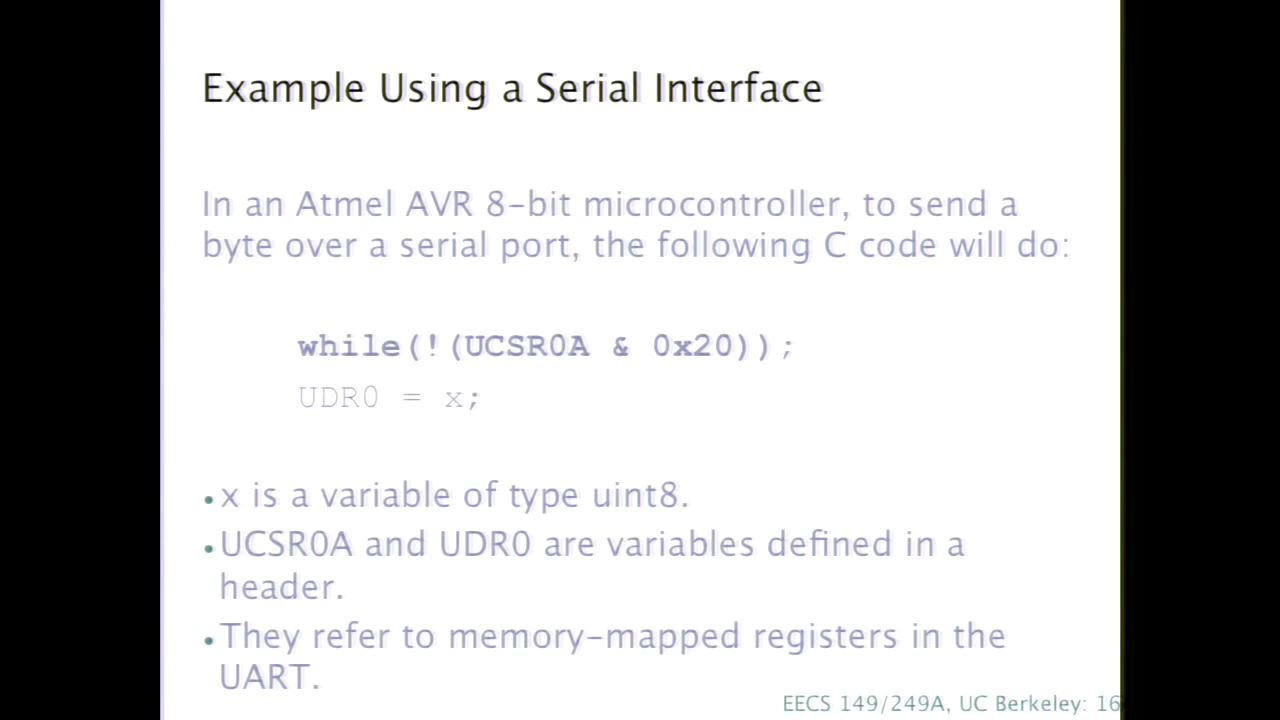 Example Using a Serial Interface
In an Atmel AVR 8-bit microcontroller, to send a
byte over a serial port, the following C code will do:
while(!(UCSR0A & 0x20));
UDR0 = x;
•x is a variable of type uint8.
•UCSR0A and UDR0 are variables defined in a
header.
•They refer to memory-mapped registers in the
UART.
EECS 149/249A, UC Berkeley: 16